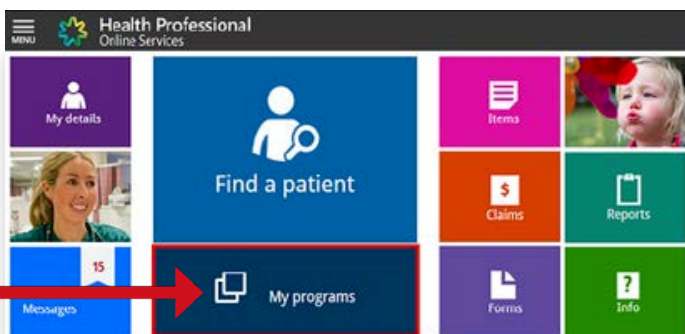 MENU
Health Professional
Online Services
My details
Find a patient
Items
$
Claims
Reports
15
Messages
My programs
Forms
?
Info